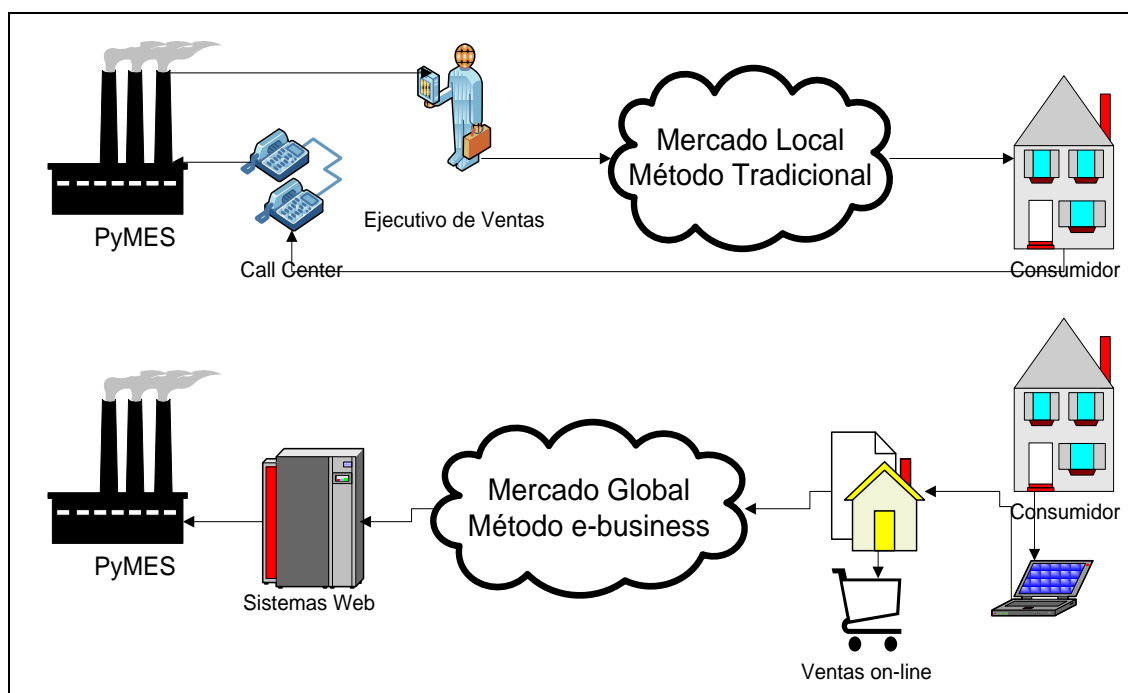 Mercado Local
Método Tradicional
Ejecutivo de Ventas
PyMES
Call Center
Consumidor
Mercado Global
Método e-business
Consumidor
PyMES
Sistemas Web
Ventas on-line